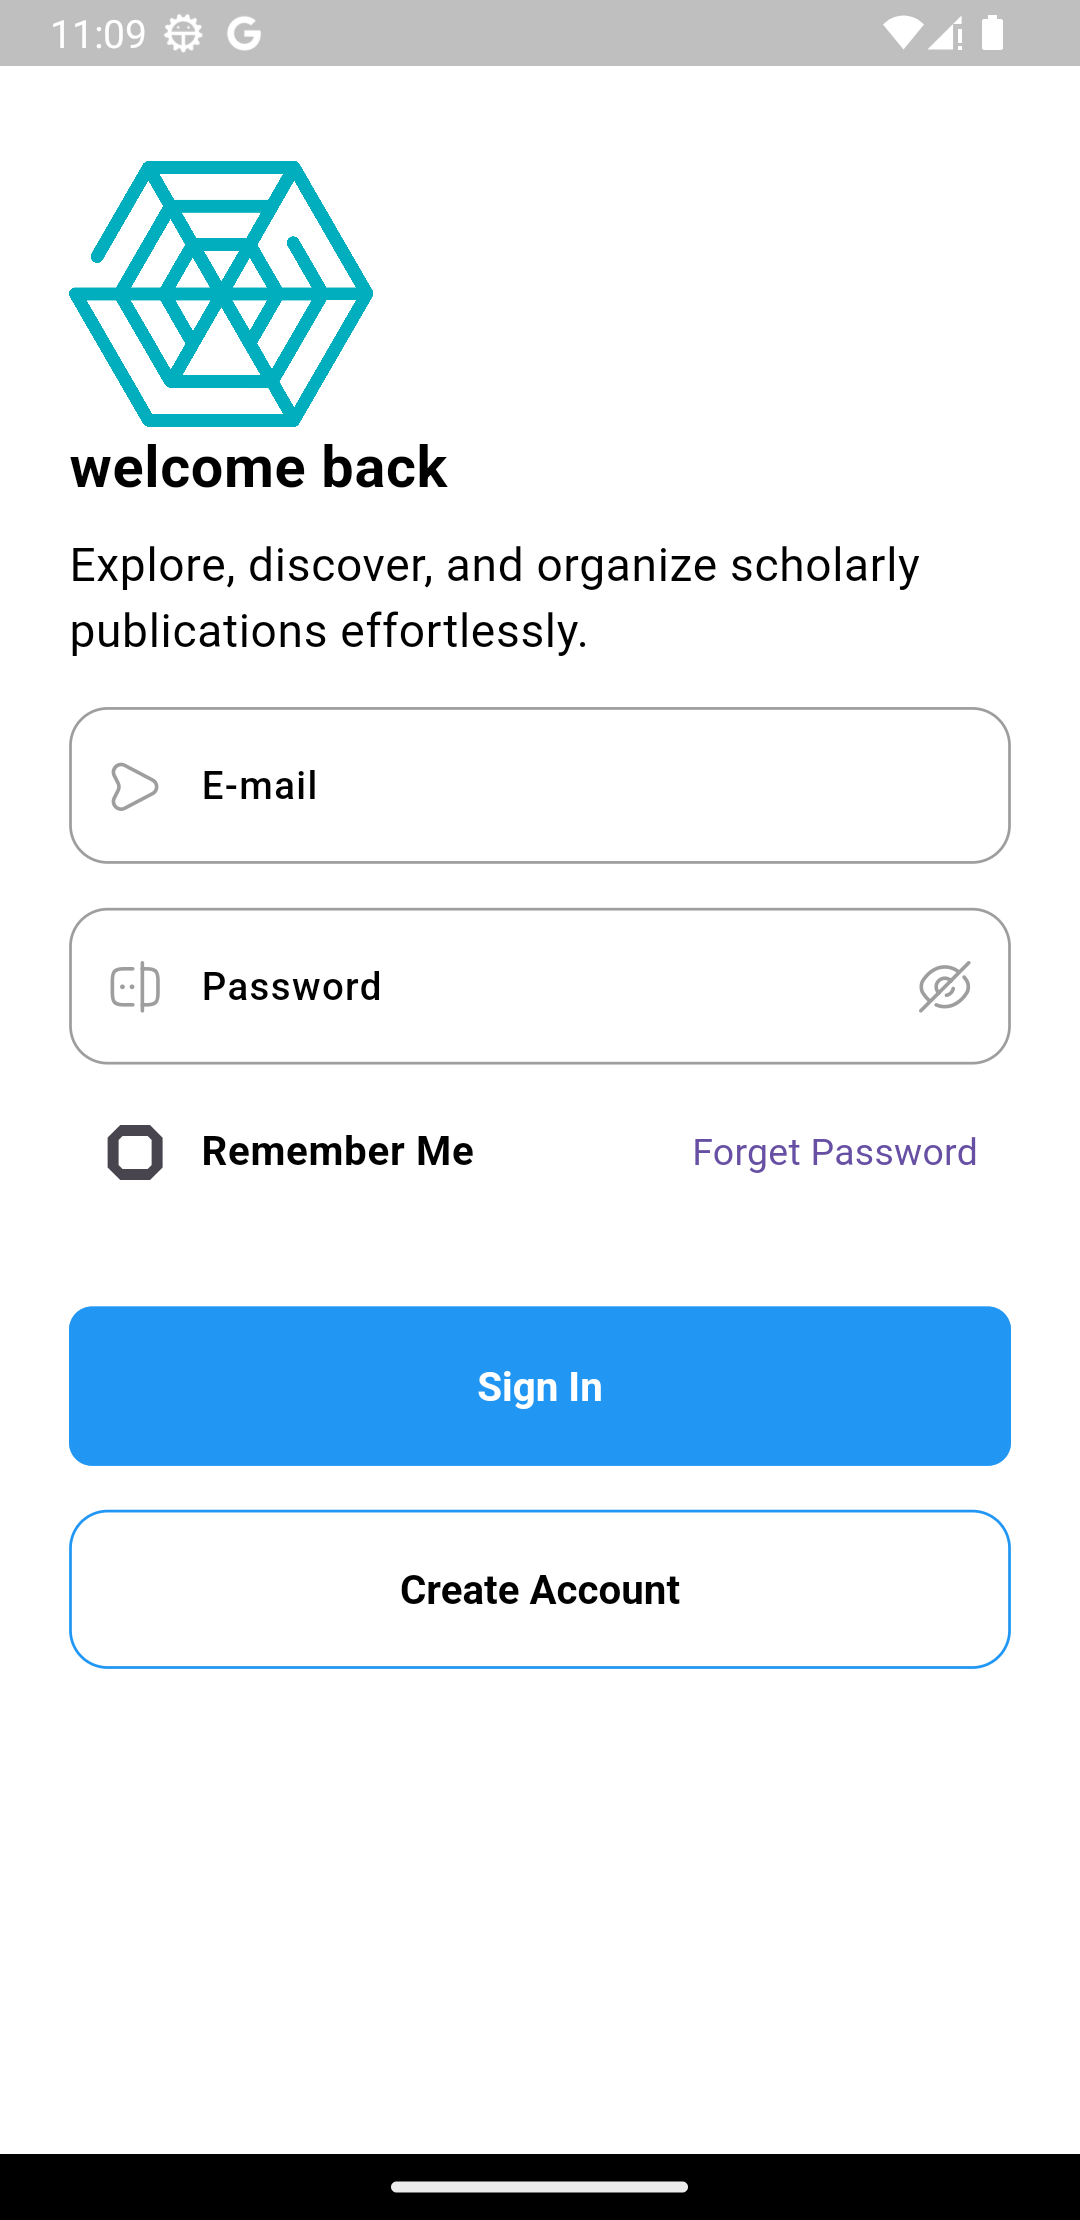 11:09
welcome back
Explore, discover, and organize scholarly
publications effortlessly.
E-mail
Password
Remember Me
Forget Password
Sign In
Create Account